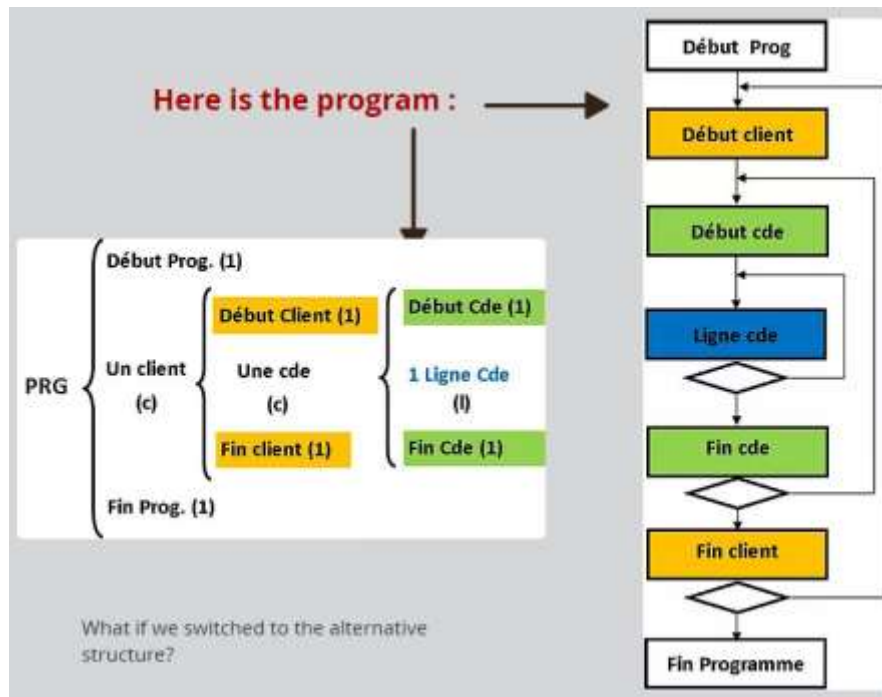 Here is the program :
Début Prog. (1)
PRG
Un client
(c)
Début Client (1)
Une cde
(c)
Fin client (1)
Début Cde (1)
1 Ligne Cde
(l)
Fin Cde (1)
Fin Prog. (1)
What if we switched to the alternative
structure?
Début Prog
Début client
Début cde
Ligne cde
Fin cde
Fin client
Fin Programme